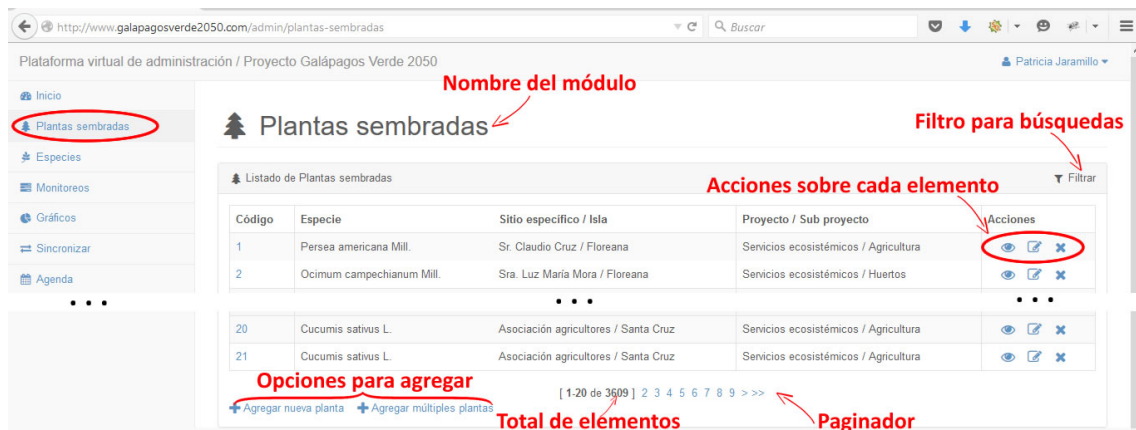 http://www.galapagosverde2050.com/admin/plantas-sembradas
Buscar
Plataforma virtual de administración / Proyecto Galápagos Verde 2050
Patricia Jaramillo
Inicio
Plantas sembradas
Especies
Monitoreos
Gráficos
Sincronizar
Agenda
. . .
Nombre del módulo
Plantas sembradas
Filtro para búsquedas
Listado de Plantas sembradas
Filtrar
Acciones sobre cada elemento
Código Especie Sitio específico / Isla Proyecto / Sub proyecto Acciones
1 Persea americana Mill. Sr. Claudio Cruz / Floreana Servicios ecosistémicos / Agricultura
2 Ocimum campechianum Mill. Sra. Luz María Mora / Floreana Servicios ecosistémicos / Huertos
. . . . . .
20 Cucumis sativus L. Asociación agricultores / Santa Cruz Servicios ecosistémicos / Agricultura
21 Cucumis sativus L. Asociación agricultores / Santa Cruz Servicios ecosistémicos / Agricultura
Opciones para agregar
[ 1-20 de 3609 ] 2 3 4 5 6 7 8 9 > >>
Agregar nueva planta Agregar múltiples plantas
Total de elementos
Paginador